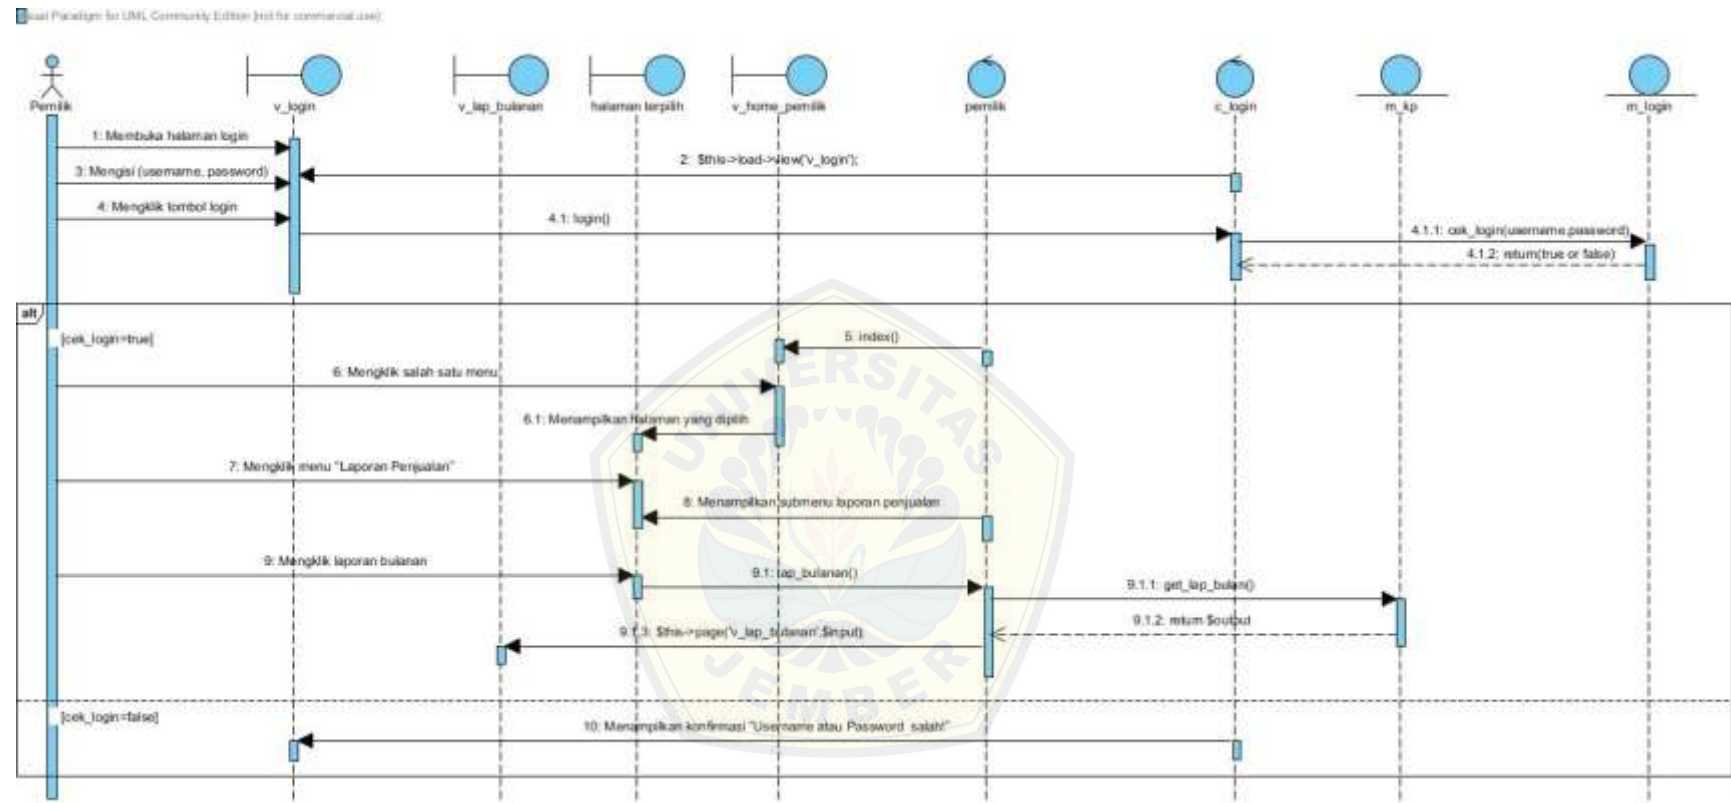 Paradigm for UML Community Edition [not for commercial use]
Pemilik
v_login
v_lap_bulanan
halaman terpilih
v_home_pemilik
pemilik
c_login
m_kp
m_login
1: Membuka halaman login
2: $this->load->view('v_login');
3: Mengisi (username, password)
4: Mengklik tombol login
4.1: login()
4.1.1: cek_login(username,password)
4.1.2: return(true or false)
alt
[cek_login=true]
5: index()
6: Mengklik salah satu menu
6.1: Menampilkan halaman yang dipilih
7: Mengklik menu "Laporan Penjualan"
8: Menampilkan submenu laporan penjualan
9: Mengklik laporan bulanan
9.1: lap_bulanan()
9.1.1: get_lap_bulan()
9.1.2: return $output
9.1.3: $this->page('v_lap_bulanan',$input);
[cek_login=false]
10: Menampilkan konfirmasi "Username atau Password salah!"
UNIVERSITAS
JEMBER